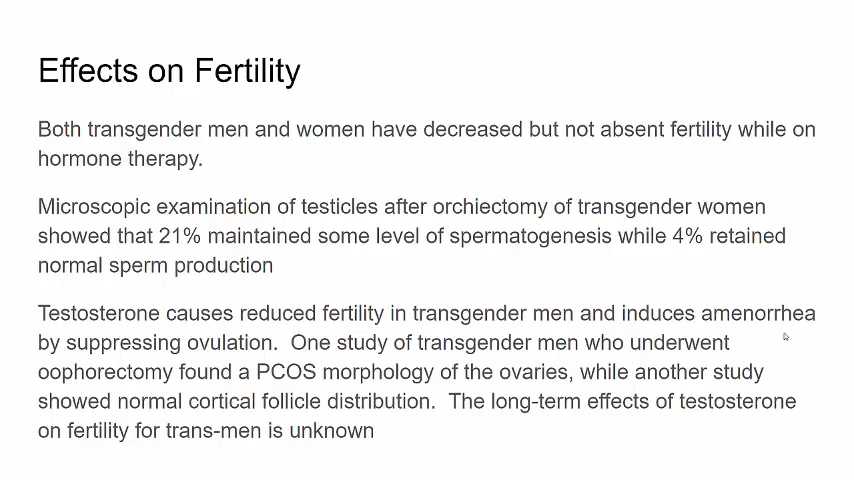 Effects on Fertility
Both transgender men and women have decreased but not absent fertility while on
hormone therapy.
Microscopic examination of testicles after orchiectomy of transgender women
showed that 21% maintained some level of spermatogenesis while 4% retained
normal sperm production
Testosterone causes reduced fertility in transgender men and induces amenorrhea
by suppressing ovulation.  One study of transgender men who underwent
oophorectomy found a PCOS morphology of the ovaries, while another study
showed normal cortical follicle distribution.  The long-term effects of testosterone
on fertility for trans-men is unknown